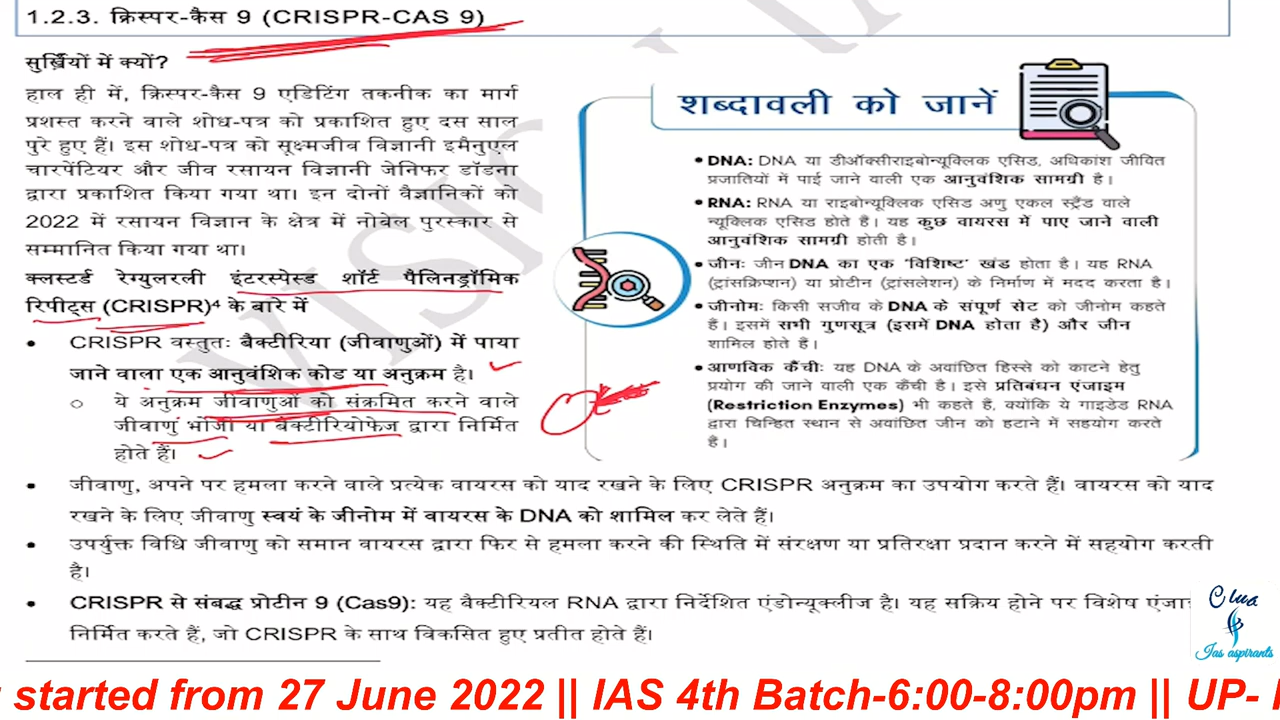 1.2.3. क्रिस्पर-कैस 9 (CRISPR-CAS 9)
सुर्ख़ियों में क्यों?
हाल ही में, क्रिस्पर-कैस 9 एडिटिंग तकनीक का मार्ग
प्रशस्त करने वाले शोध-पत्र को प्रकाशित हुए दस साल
पुरे हुए हैं। इस शोध-पत्र को सूक्ष्मजीव विज्ञानी इमैनुएल
चारपेंटियर और जीव रसायन विज्ञानी जेनिफर डॉडना
द्वारा प्रकाशित किया गया था। इन दोनों वैज्ञानिकों को
2022 में रसायन विज्ञान के क्षेत्र में नोबेल पुरस्कार से
सम्मानित किया गया था।
क्लस्टर्ड रेग्युलरली इंटरस्पेस्ड शॉर्ट पैलिनड्रॉमिक
रिपीट्स (CRISPR)⁴ के बारे में
• CRISPR वस्तुतः बैक्टीरिया (जीवाणुओं) में पाया
जाने वाला एक आनुवंशिक कोड या अनुक्रम है।
○ ये अनुक्रम जीवाणुओं को संक्रमित करने वाले
जीवाणु भोजी या बैक्टीरियोफेज द्वारा निर्मित
होते हैं।
शब्दावली को जानें
• DNA: DNA या डीऑक्सीराइबोन्यूक्लिक एसिड, अधिकांश जीवित
प्रजातियों में पाई जाने वाली एक आनुवंशिक सामग्री है।
• RNA: RNA या राइबोन्यूक्लिक एसिड अणु एकल स्ट्रैंड वाले
न्यूक्लिक एसिड होते हैं। यह कुछ वायरस में पाए जाने वाली
आनुवंशिक सामग्री होती है।
• जीनः जीन DNA का एक 'विशिष्ट' खंड होता है। यह RNA
(ट्रांसक्रिप्शन) या प्रोटीन (ट्रांसलेशन) के निर्माण में मदद करता है।
• जीनोमः किसी सजीव के DNA के संपूर्ण सेट को जीनोम कहते
हैं। इसमें सभी गुणसूत्र (इसमें DNA होता है) और जीन
शामिल होते हैं।
• आणविक कैंचीः यह DNA के अवांछित हिस्से को काटने हेतु
प्रयोग की जाने वाली एक कैंची है। इसे प्रतिबंधन एंजाइम
(Restriction Enzymes) भी कहते हैं, क्योंकि ये गाइडेड RNA
द्वारा चिन्हित स्थान से अवांछित जीन को हटाने में सहयोग करते
हैं।
• जीवाणु, अपने पर हमला करने वाले प्रत्येक वायरस को याद रखने के लिए CRISPR अनुक्रम का उपयोग करते हैं। वायरस को याद
रखने के लिए जीवाणु स्वयं के जीनोम में वायरस के DNA को शामिल कर लेते हैं।
• उपर्युक्त विधि जीवाणु को समान वायरस द्वारा फिर से हमला करने की स्थिति में संरक्षण या प्रतिरक्षा प्रदान करने में सहयोग करती
है।
• CRISPR से संबद्ध प्रोटीन 9 (Cas9): यह बैक्टीरियल RNA द्वारा निर्देशित एंडोन्यूक्लीज है। यह सक्रिय होने पर विशेष
निर्मित करते हैं, जो CRISPR के साथ विकसित हुए प्रतीत होते हैं।
Ias aspirants
started from 27 June 2022 || IAS 4th Batch-6:00-8:00pm || UP-